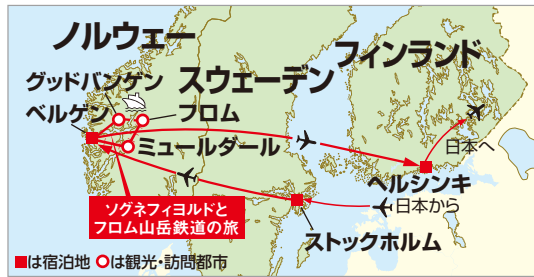 ノルウェー
フィンランド
スウェーデン
グッドバンゲン
ベルゲン
フロム
ミュールダール
日本へ
ヘルシンキ
日本から
ソグネフィヨルドと
フロム山岳鉄道の旅
ストックホルム
■は宿泊地 ○は観光・訪問都市